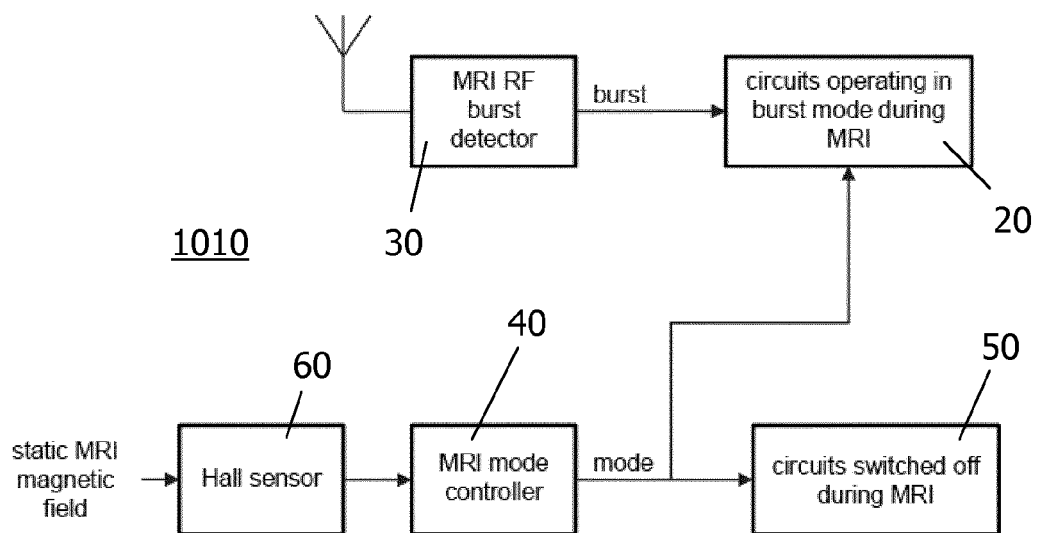 MRI RF
burst
detector
burst
circuits operating in
burst mode during
MRI
30
20
1010
40
60
50
static MRI
magnetic
field
Hall sensor
MRI mode
controller
mode
circuits switched off
during MRI